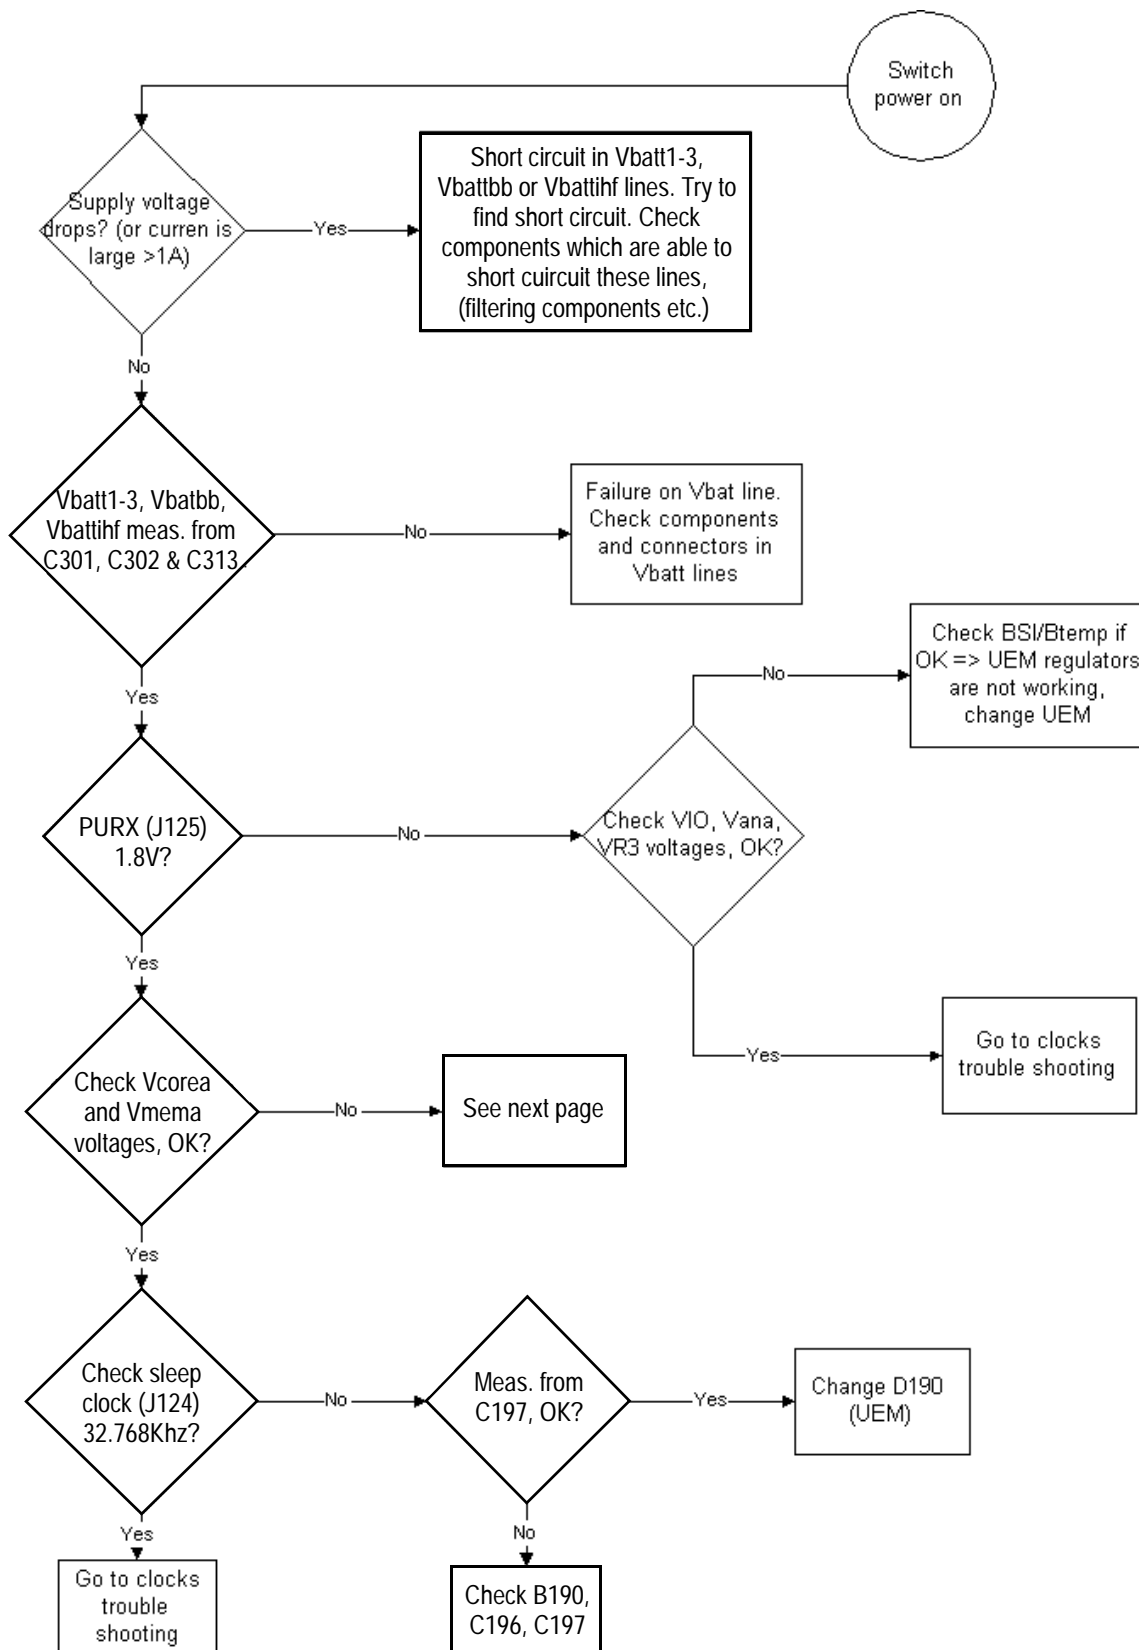 Switch
power on
Supply voltage
drops? (or curren is
large >1A)
Yes
Short circuit in Vbatt1-3,
Vbattbb or Vbattihf lines. Try to
find short circuit. Check
components which are able to
short cuircuit these lines,
(filtering components etc.)
No
Vbatt1-3, Vbatbb,
Vbattihf meas. from
C301, C302 & C313
No
Failure on Vbat line.
Check components
and connectors in
Vbatt lines
Yes
PURX (J125)
1.8V?
No
Check VIO, Vana,
VR3 voltages, OK?
No
Check BSI/Btemp if
OK => UEM regulators
are not working,
change UEM
Yes
Go to clocks
trouble shooting
Yes
Check Vcorea
and Vmema
voltages, OK?
No
See next page
Yes
Check sleep
clock (J124)
32.768Khz?
No
Meas. from
C197, OK?
Yes
Change D190
(UEM)
No
Check B190,
C196, C197
Yes
Go to clocks
trouble
shooting